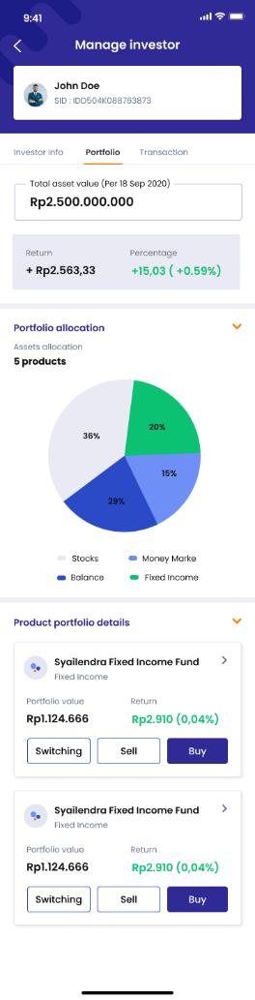 9:41
Manage investor
John Doe
SID : IDD504K088763873
Investor info Portfolio Transaction
Total asset value (Per 18 Sep 2020)
Rp2.500.000.000
Return Percentage
+ Rp2.563,33 +15,03 ( +0.59%)
Portfolio allocation
Assets allocation
5 products
20%
36%
15%
29%
Stocks Money Marke
Balance Fixed Income
Product portfolio details
Syailendra Fixed Income Fund
Fixed Income
Portfolio value Return
Rp1.124.666 Rp2.910 (0,04%)
Switching Sell Buy
Syailendra Fixed Income Fund
Fixed Income
Portfolio value Return
Rp1.124.666 Rp2.910 (0,04%)
Switching Sell Buy